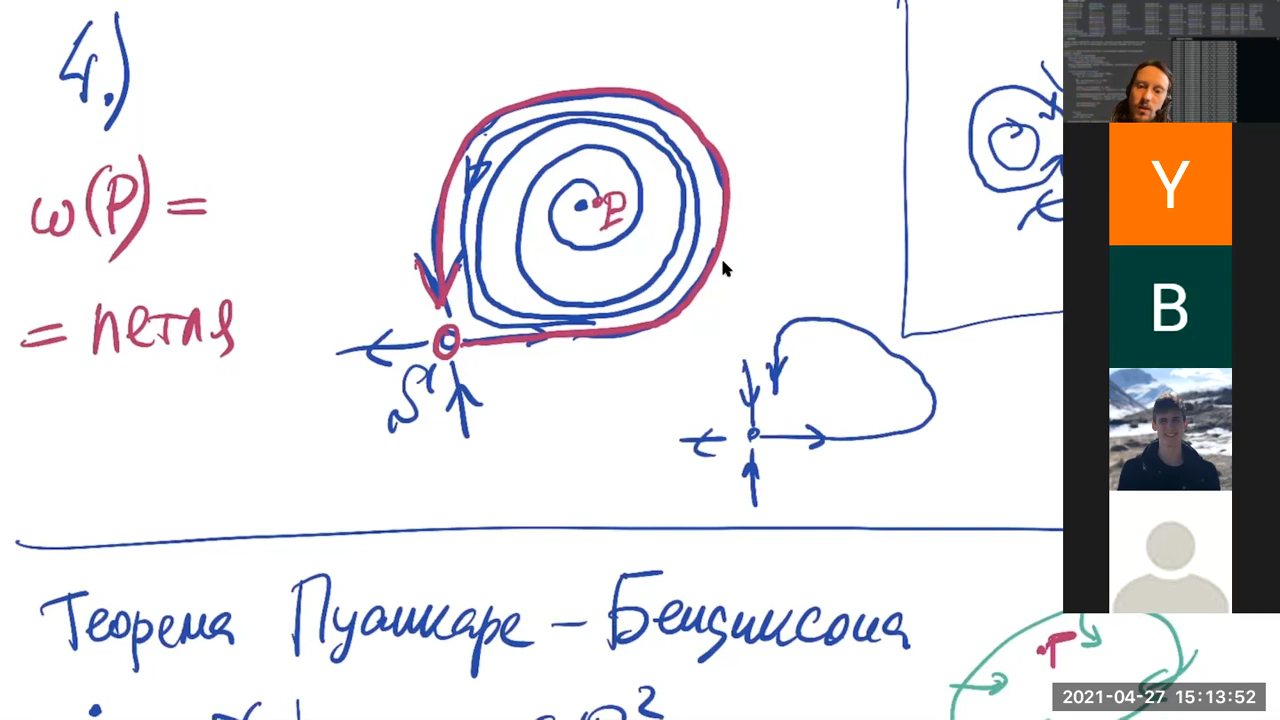 4.)
ω(P) =
= петля
P
S
Теорема Пуанкаре – Бендиксона
P
Y
B
2021-04-27 15:13:52